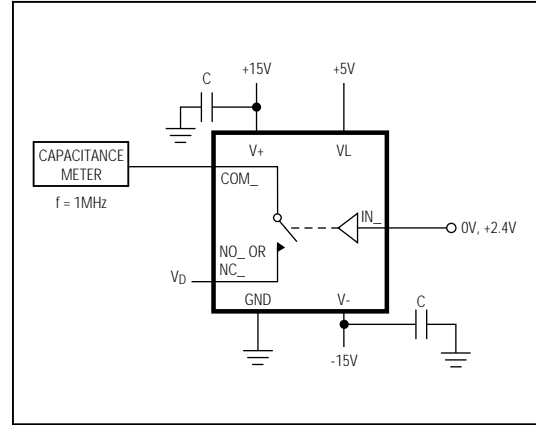 +15V
+5V
C
V+
VL
CAPACITANCE
METER
COM_
f = 1MHz
IN_
0V, +2.4V
NO_ OR
NC_
VD
GND
V-
C
-15V